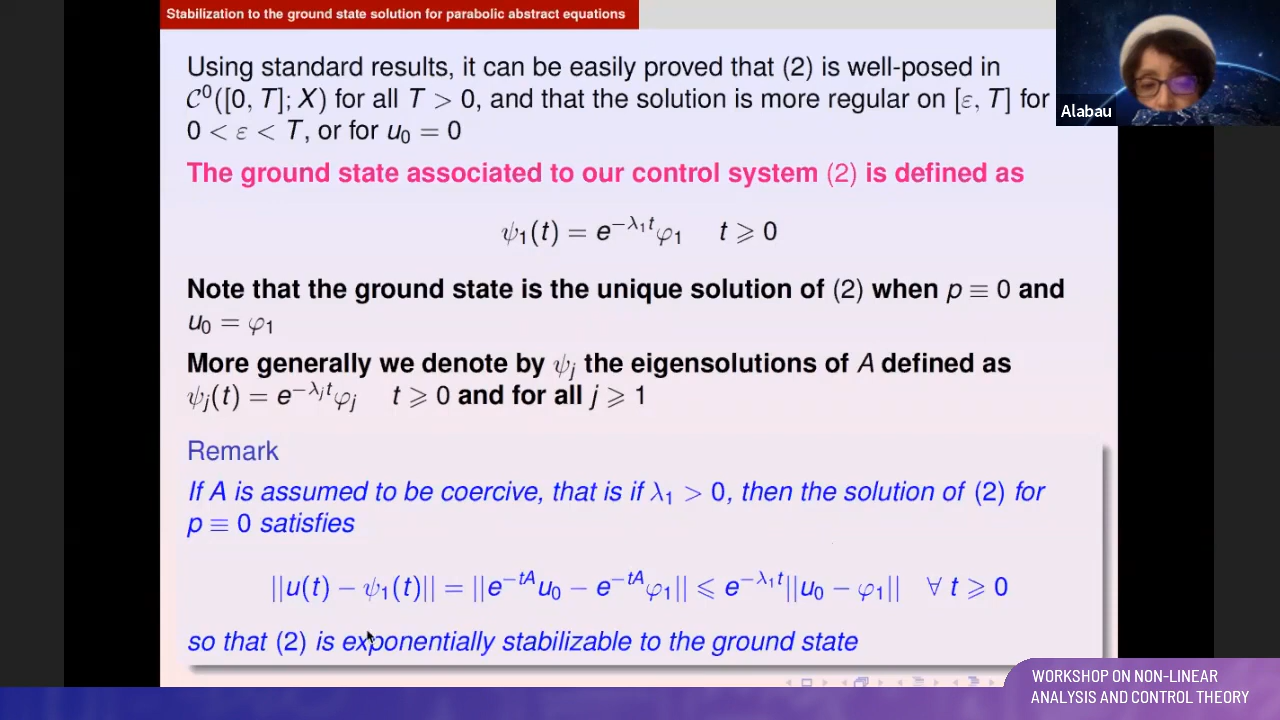 Stabilization to the ground state solution for parabolic abstract equations
Using standard results, it can be easily proved that (2) is well-posed in
𝒞⁰([0, T]; X) for all T > 0, and that the solution is more regular on [ε, T] for
0 < ε < T, or for u₀ = 0
The ground state associated to our control system (2) is defined as
ψ₁(t) = e^{−λ₁t}φ₁ t ⩾ 0
Note that the ground state is the unique solution of (2) when p ≡ 0 and
u₀ = φ₁
More generally we denote by ψⱼ the eigensolutions of A defined as
ψⱼ(t) = e^{−λⱼt}φⱼ t ⩾ 0 and for all j ⩾ 1
Remark
If A is assumed to be coercive, that is if λ₁ > 0, then the solution of (2) for
p ≡ 0 satisfies
||u(t) − ψ₁(t)|| = ||e^{−tA}u₀ − e^{−tA}φ₁|| ⩽ e^{−λ₁t}||u₀ − φ₁|| ∀ t ⩾ 0
so that (2) is exponentially stabilizable to the ground state
Alabau
WORKSHOP ON NON-LINEAR
ANALYSIS AND CONTROL THEORY